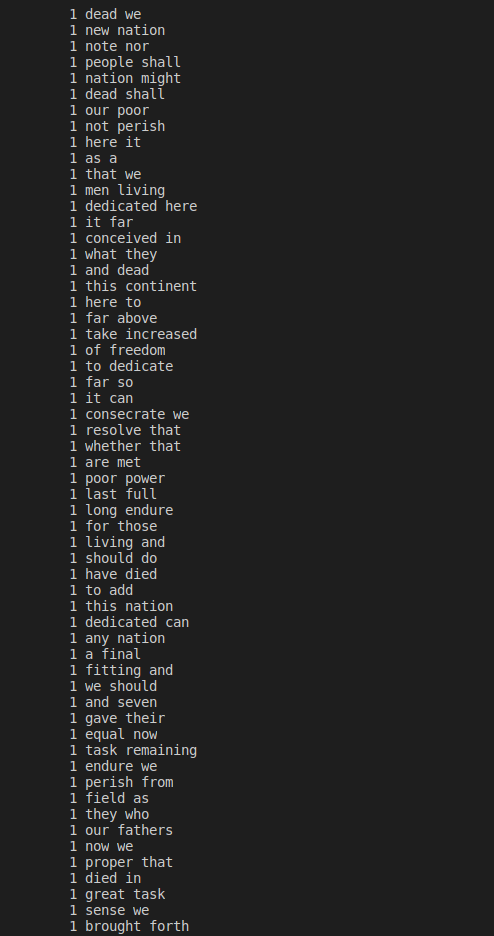 1 dead we
1 new nation
1 note nor
1 people shall
1 nation might
1 dead shall
1 our poor
1 not perish
1 here it
1 as a
1 that we
1 men living
1 dedicated here
1 it far
1 conceived in
1 what they
1 and dead
1 this continent
1 here to
1 far above
1 take increased
1 of freedom
1 to dedicate
1 far so
1 it can
1 consecrate we
1 resolve that
1 whether that
1 are met
1 poor power
1 last full
1 long endure
1 for those
1 living and
1 should do
1 have died
1 to add
1 this nation
1 dedicated can
1 any nation
1 a final
1 fitting and
1 we should
1 and seven
1 gave their
1 equal now
1 task remaining
1 endure we
1 perish from
1 field as
1 they who
1 our fathers
1 now we
1 proper that
1 died in
1 great task
1 sense we
1 brought forth